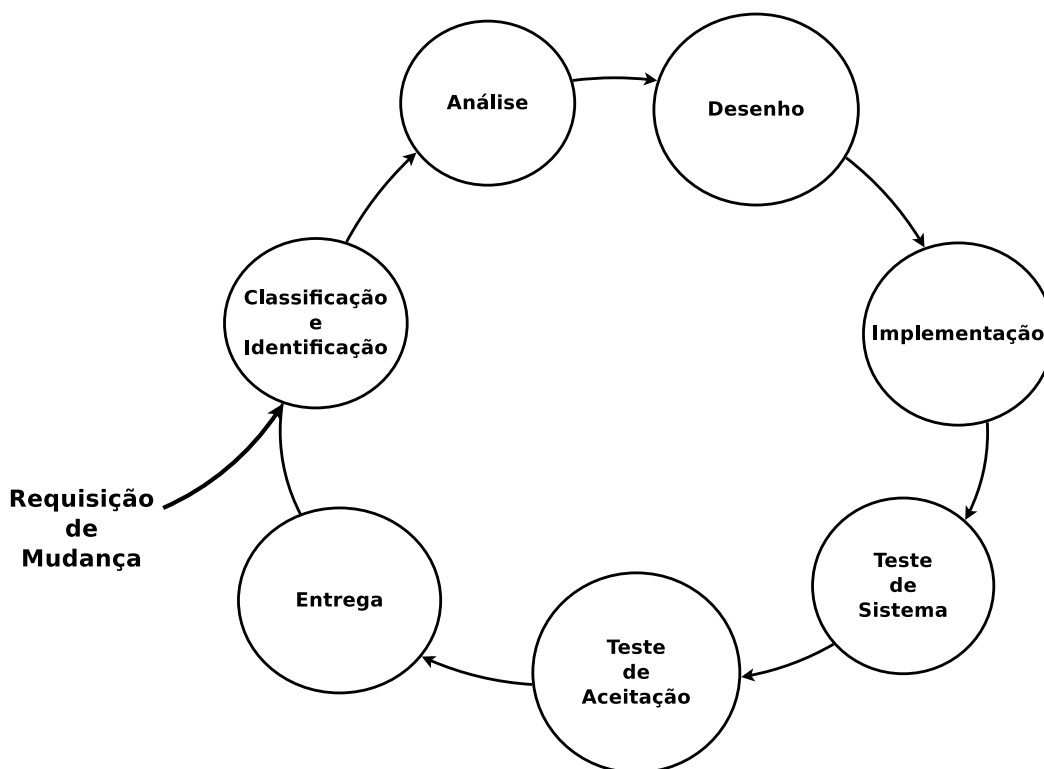 Análise
Desenho
Classificação
e
Identificação
Implementação
Requisição
de
Mudança
Entrega
Teste
de
Sistema
Teste
de
Aceitação